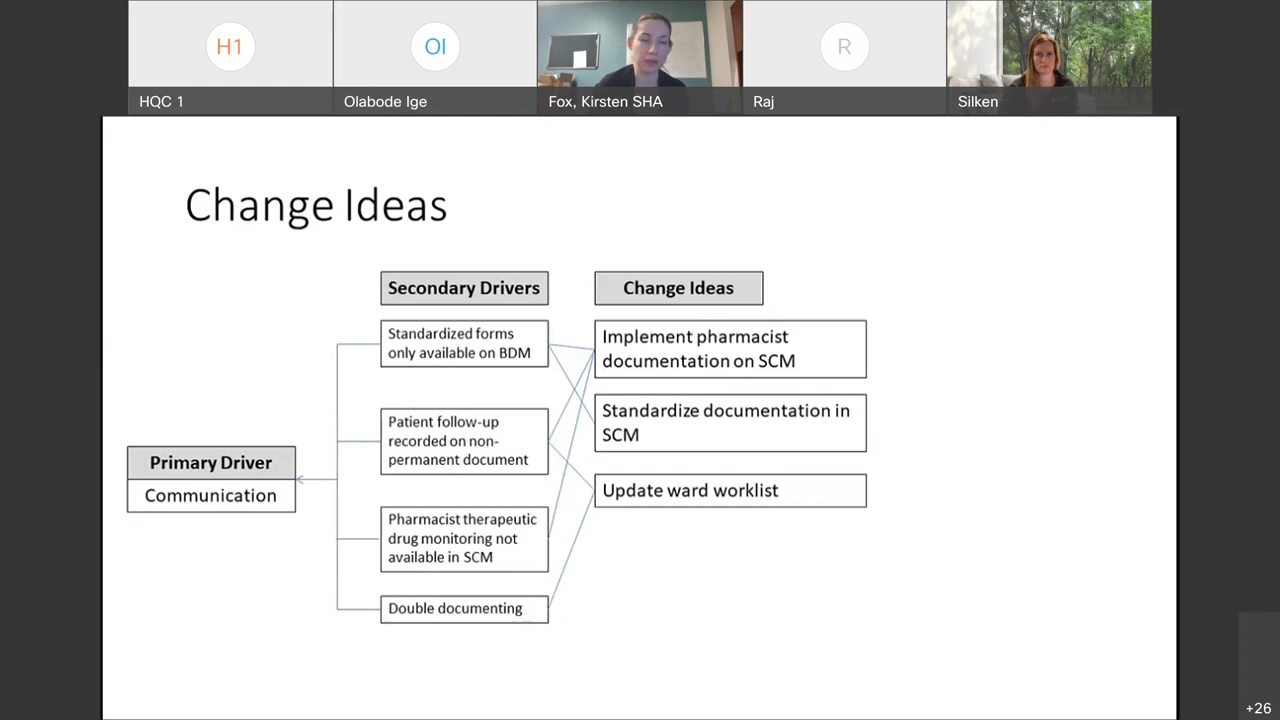 H1
OI
R
HQC 1
Olabode Ige
Fox, Kirsten SHA
Raj
Silken
Change Ideas
Secondary Drivers
Change Ideas
Standardized forms
only available on BDM
Implement pharmacist
documentation on SCM
Standardize documentation in
SCM
Patient follow-up
recorded on non-
permanent document
Primary Driver
Communication
Update ward worklist
Pharmacist therapeutic
drug monitoring not
available in SCM
Double documenting
+26